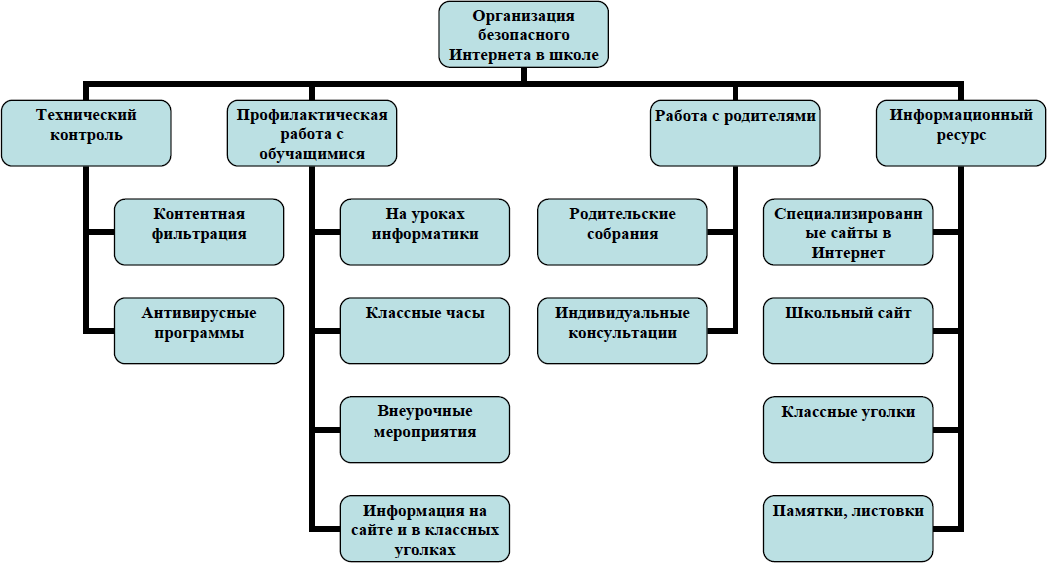 Организация
безопасного
Интернета в школе
Технический
контроль
Профилактическая
работа с
обучащимися
Работа с родителями
Информационный
ресурс
Контентная
фильтрация
Антивирусные
программы
На уроках
информатики
Классные часы
Внеурочные
мероприятия
Информация на
сайте и в классных
уголках
Родительские
собрания
Индивидуальные
консультации
Специализированн
ые сайты в
Интернет
Школьный сайт
Классные уголки
Памятки, листовки